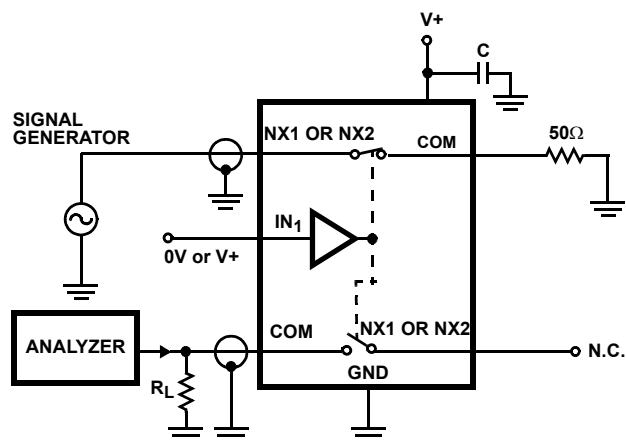 V+
C
SIGNAL
GENERATOR
NX1 OR NX2
COM
50Ω
IN1
0V or V+
ANALYZER
COM
NX1 OR NX2
N.C.
GND
RL